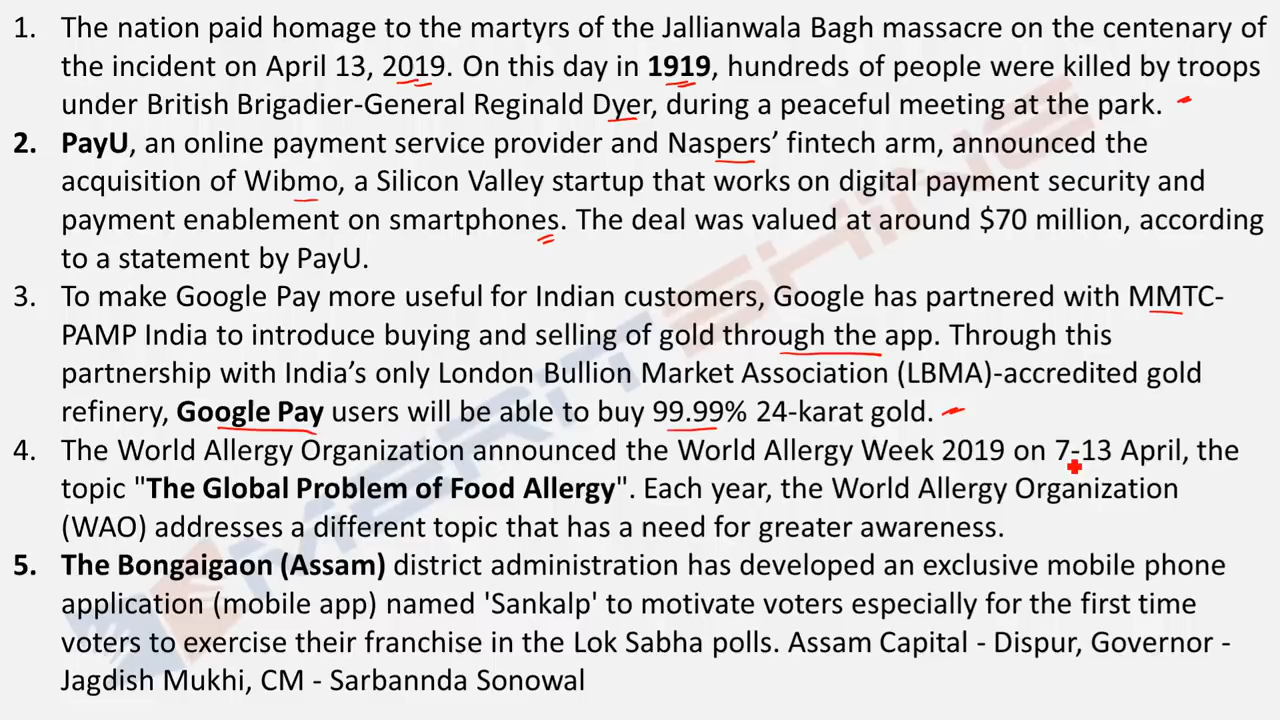 1. The nation paid homage to the martyrs of the Jallianwala Bagh massacre on the centenary of
the incident on April 13, 2019. On this day in 1919, hundreds of people were killed by troops
under British Brigadier-General Reginald Dyer, during a peaceful meeting at the park.
2. PayU, an online payment service provider and Naspers’ fintech arm, announced the
acquisition of Wibmo, a Silicon Valley startup that works on digital payment security and
payment enablement on smartphones. The deal was valued at around $70 million, according
to a statement by PayU.
3. To make Google Pay more useful for Indian customers, Google has partnered with MMTC-
PAMP India to introduce buying and selling of gold through the app. Through this
partnership with India’s only London Bullion Market Association (LBMA)-accredited gold
refinery, Google Pay users will be able to buy 99.99% 24-karat gold.
4. The World Allergy Organization announced the World Allergy Week 2019 on 7-13 April, the
topic "The Global Problem of Food Allergy". Each year, the World Allergy Organization
(WAO) addresses a different topic that has a need for greater awareness.
5. The Bongaigaon (Assam) district administration has developed an exclusive mobile phone
application (mobile app) named 'Sankalp' to motivate voters especially for the first time
voters to exercise their franchise in the Lok Sabha polls. Assam Capital - Dispur, Governor -
Jagdish Mukhi, CM - Sarbannda Sonowal
MERITSHINE